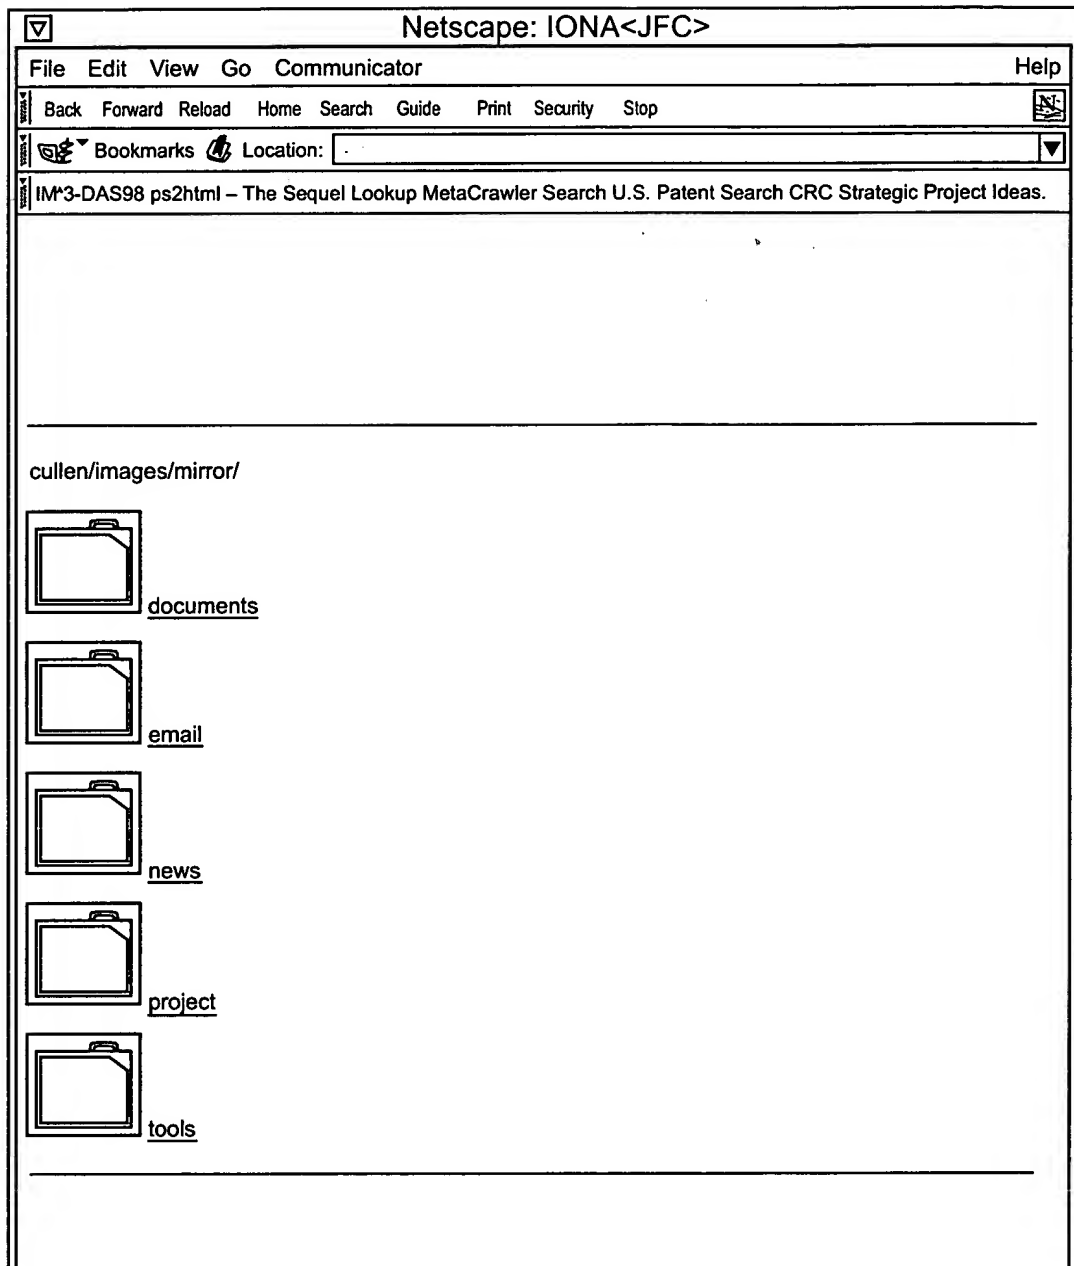 Netscape: IONA<JFC>
File Edit View Go Communicator Help
Back Forward Reload Home Search Guide Print Security Stop N
Bookmarks Location:
IM^3-DAS98 ps2html – The Sequel Lookup MetaCrawler Search U.S. Patent Search CRC Strategic Project Ideas.
cullen/images/mirror/
documents
email
news
project
tools